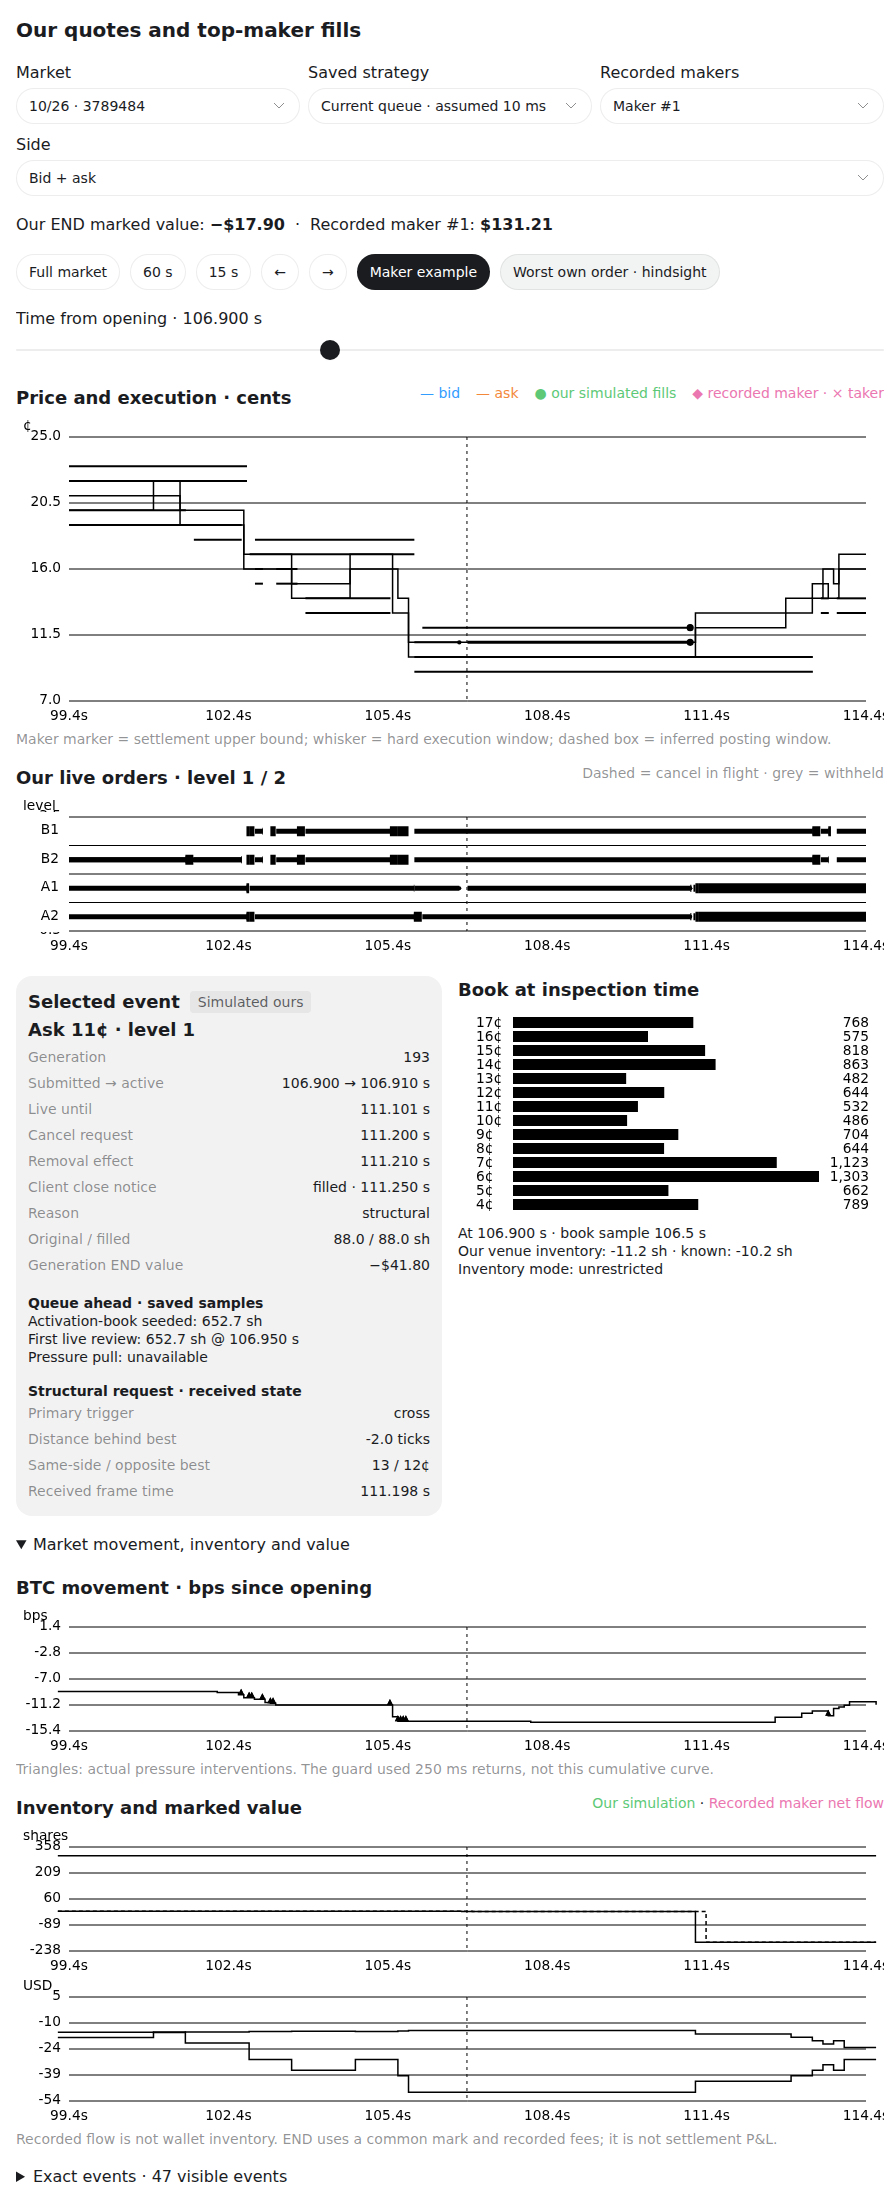 Our quotes and top-maker fills
Market
Saved strategy
Recorded makers
10/26 · 3789484
Current queue · assumed 10 ms
Maker #1
Side
Bid + ask
Our END marked value: −$17.90 · Recorded maker #1: $131.21
Full market
60 s
15 s
←
→
Maker example
Worst own order · hindsight
Time from opening · 106.900 s
Price and execution · cents
— bid — ask ● our simulated fills ◆ recorded maker · × taker
¢
25.0
20.5
16.0
11.5
7.0
99.4s 102.4s 105.4s 108.4s 111.4s 114.4s
Maker marker = settlement upper bound; whisker = hard execution window; dashed box = inferred posting window.
Our live orders · level 1 / 2
Dashed = cancel in flight · grey = withheld
level
B1
B2
A1
A2
99.4s 102.4s 105.4s 108.4s 111.4s 114.4s
Selected event Simulated ours
Ask 11¢ · level 1
Generation 193
Submitted → active 106.900 → 106.910 s
Live until 111.101 s
Cancel request 111.200 s
Removal effect 111.210 s
Client close notice filled · 111.250 s
Reason structural
Original / filled 88.0 / 88.0 sh
Generation END value −$41.80
Queue ahead · saved samples
Activation-book seeded: 652.7 sh
First live review: 652.7 sh @ 106.950 s
Pressure pull: unavailable
Structural request · received state
Primary trigger cross
Distance behind best -2.0 ticks
Same-side / opposite best 13 / 12¢
Received frame time 111.198 s
Book at inspection time
17¢ 768
16¢ 575
15¢ 818
14¢ 863
13¢ 482
12¢ 644
11¢ 532
10¢ 486
9¢ 704
8¢ 644
7¢ 1,123
6¢ 1,303
5¢ 662
4¢ 789
At 106.900 s · book sample 106.5 s
Our venue inventory: -11.2 sh · known: -10.2 sh
Inventory mode: unrestricted
▼ Market movement, inventory and value
BTC movement · bps since opening
bps
1.4
-2.8
-7.0
-11.2
-15.4
99.4s 102.4s 105.4s 108.4s 111.4s 114.4s
Triangles: actual pressure interventions. The guard used 250 ms returns, not this cumulative curve.
Inventory and marked value
Our simulation · Recorded maker net flow
shares
358
209
60
-89
-238
99.4s 102.4s 105.4s 108.4s 111.4s 114.4s
USD
5
-10
-24
-39
-54
99.4s 102.4s 105.4s 108.4s 111.4s 114.4s
Recorded flow is not wallet inventory. END uses a common mark and recorded fees; it is not settlement P&L.
▶ Exact events · 47 visible events